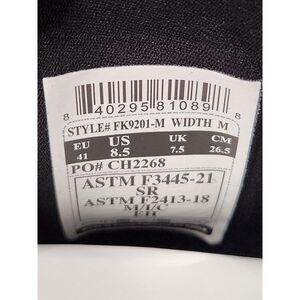 8 40295 81089 8
STYLE# FK9201-M WIDTH M
EU US UK CM
41 8.5 7.5 26.5
PO# CH2268
ASTM F3445-21
SR
ASTM F2413-18
M/I/C
EH